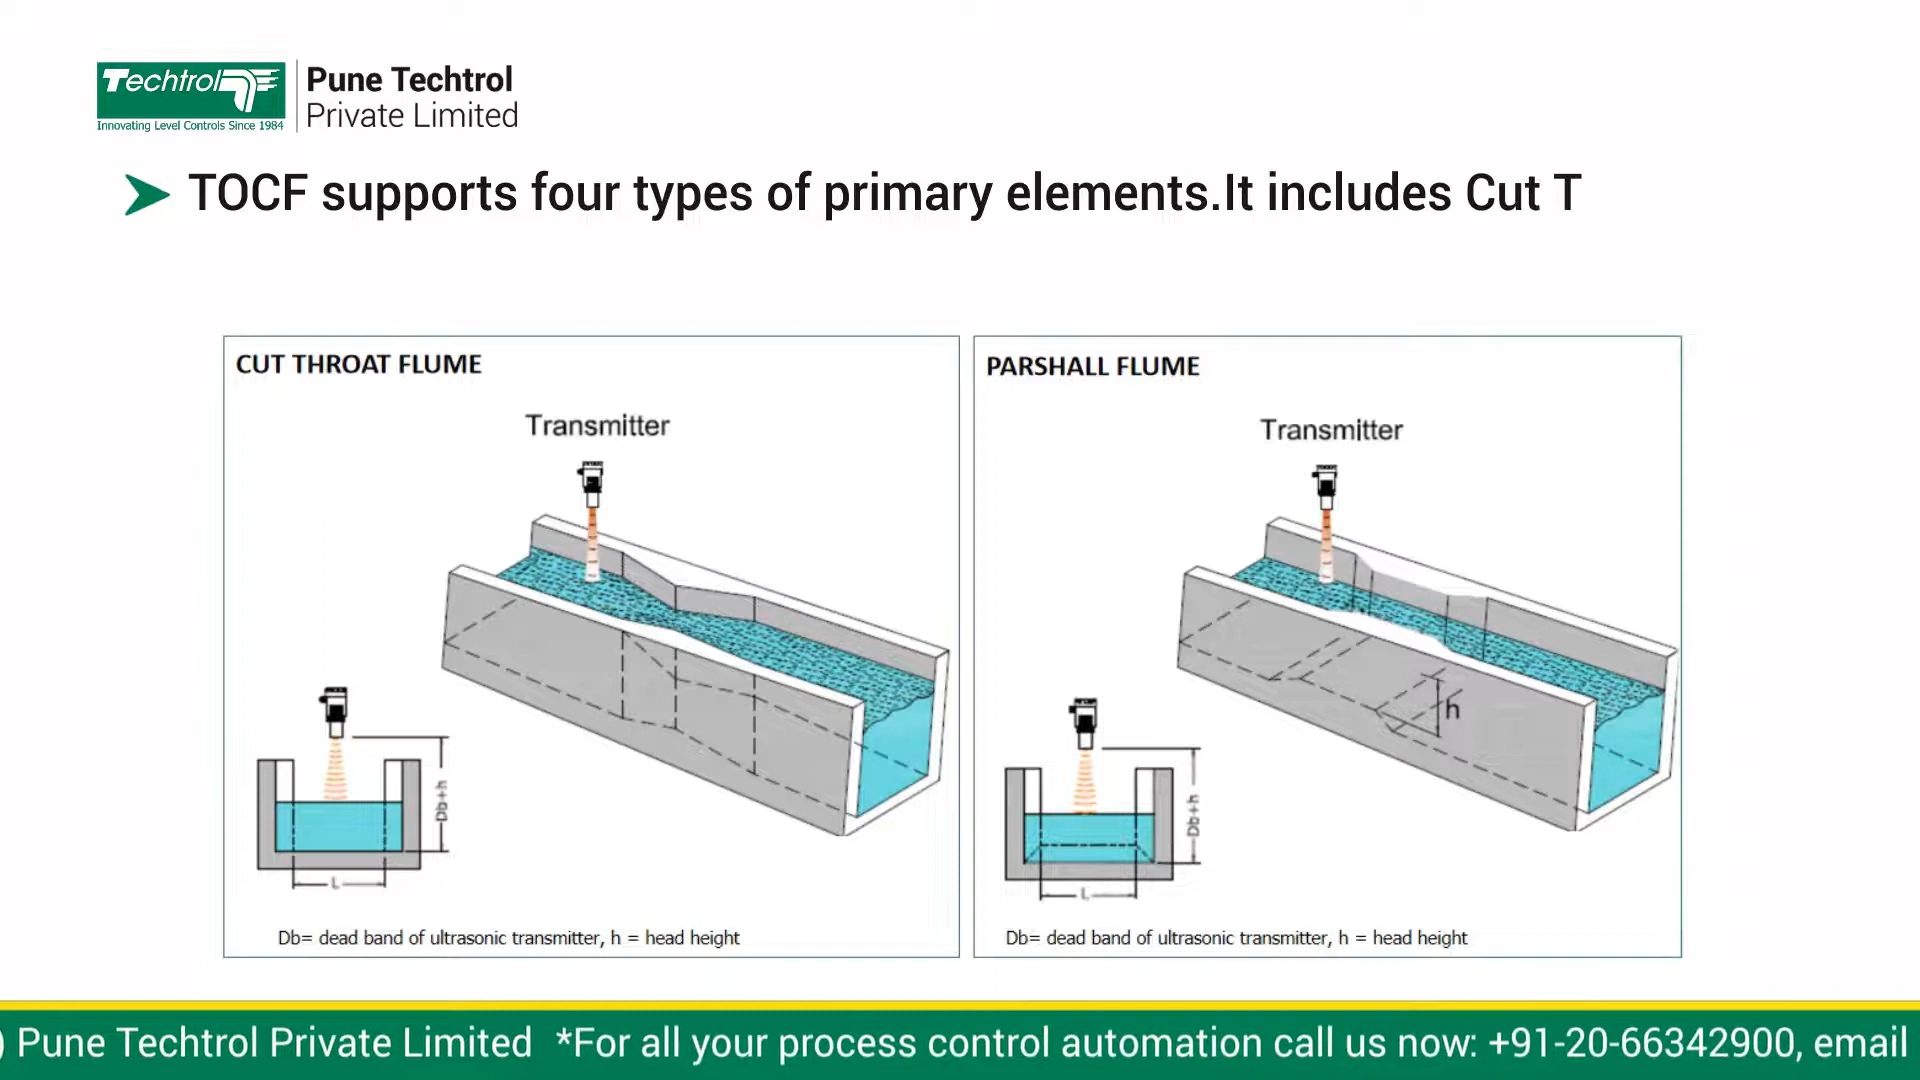 Techtrol
Innovating Level Controls Since 1984
Pune Techtrol
Private Limited
TOCF supports four types of primary elements.It includes Cut T
CUT THROAT FLUME
Transmitter
Db+h
L
Db= dead band of ultrasonic transmitter, h = head height
PARSHALL FLUME
Transmitter
h
Db+h
L
Db= dead band of ultrasonic transmitter, h = head height
) Pune Techtrol Private Limited *For all your process control automation call us now: +91-20-66342900, email